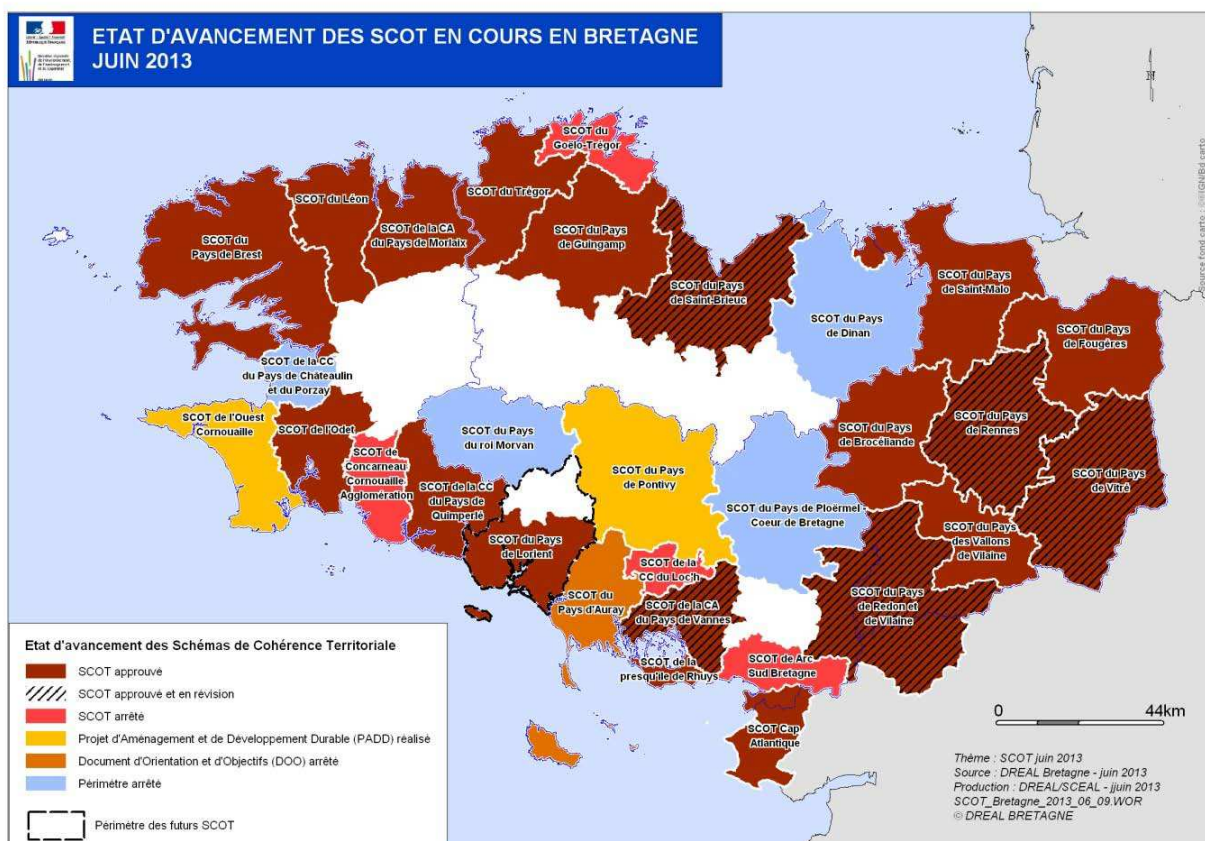 ETAT D'AVANCEMENT DES SCOT EN COURS EN BRETAGNE
JUIN 2013
N
SCOT du
Goëlo-Trégor
SCOT du Léon
SCOT du Trégor
SCOT de la CA
du Pays de Morlaix
SCOT du Pays
de Guingamp
SCOT du
Pays de Brest
SCOT du Pays
de Saint-Brieuc
SCOT du Pays
de Saint-Malo
SCOT du Pays
de Dinan
SCOT du Pays
de Fougères
SCOT de la CC
du Pays de Châteaulin
et du Porzay
SCOT de l'Ouest
Cornouaille
SCOT de l'Odet
SCOT du Pays
du roi Morvan
SCOT de
Concarneau
Cornouaille
Agglomération
SCOT de la CC
du Pays de
Quimperlé
SCOT du Pays
de Pontivy
SCOT du Pays
de Brocéliande
SCOT du Pays
de Rennes
SCOT du Pays
de Vitré
SCOT du Pays de Ploërmel -
Coeur de Bretagne
SCOT du Pays
des Vallons
de Vilaine
SCOT du Pays
de Lorient
SCOT de la
CC du Loc'h
SCOT du
Pays d'Auray
SCOT de la CA
du Pays de Vannes
SCOT du Pays
de Redon et
de Vilaine
SCOT de la
presqu'ile de Rhuys
SCOT de Arc
Sud Bretagne
SCOT Cap
Atlantique
Etat d'avancement des Schémas de Cohérence Territoriale
SCOT approuvé
SCOT approuvé et en révision
SCOT arrêté
Projet d'Aménagement et de Développement Durable (PADD) réalisé
Document d'Orientation et d'Objectifs (DOO) arrêté
Périmètre arrêté
Périmètre des futurs SCOT
0 44km
Thème : SCOT juin 2013
Source : DREAL Bretagne - juin 2013
Production : DREAL/SCEAL - jjuin 2013
SCOT_Bretagne_2013_06_09.WOR
© DREAL BRETAGNE